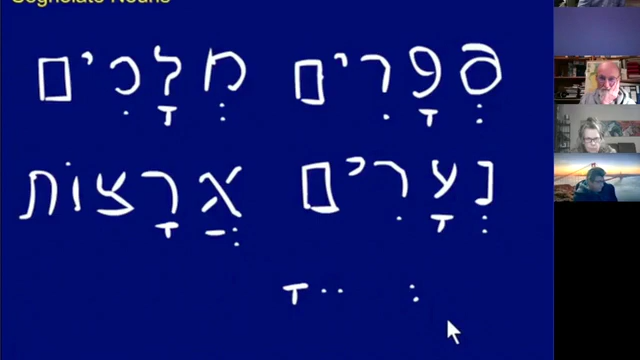 Segholate Nouns
סְפָרִים מְלָכִים
נְעָרִים אֲרָצוֹת